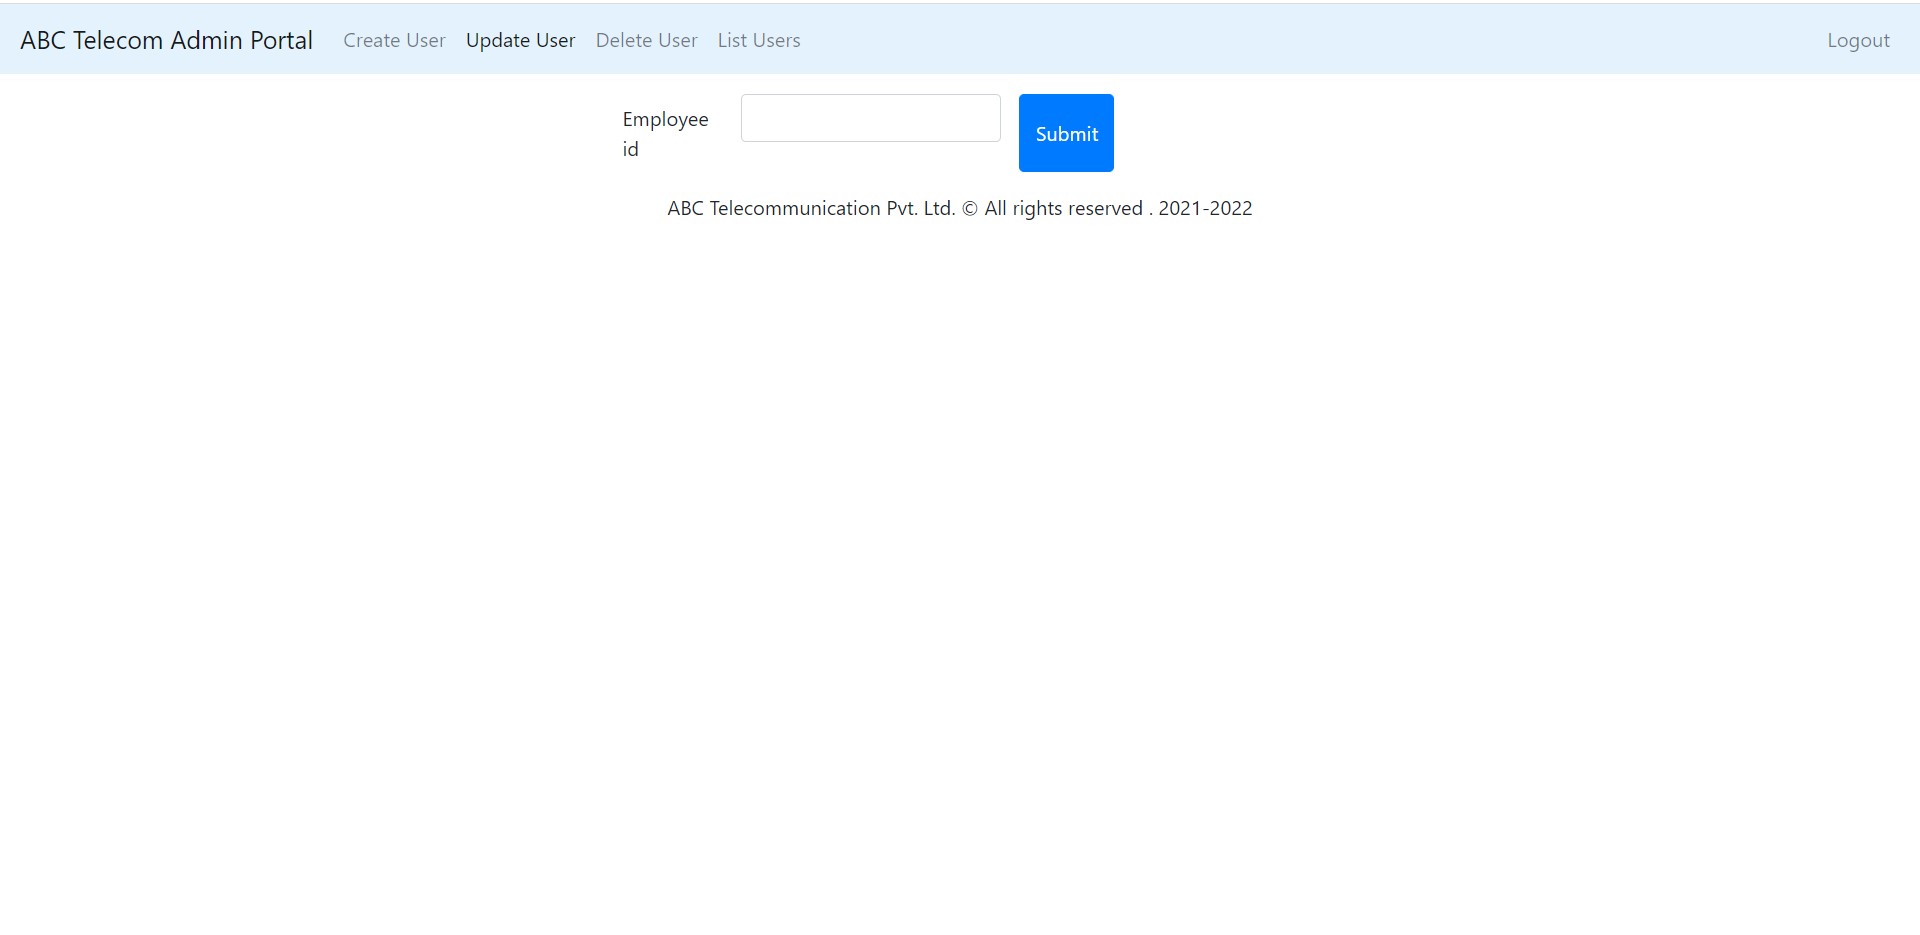 ABC Telecom Admin Portal Create User Update User Delete User List Users Logout
Employee
id
Submit
ABC Telecommunication Pvt. Ltd. © All rights reserved . 2021-2022